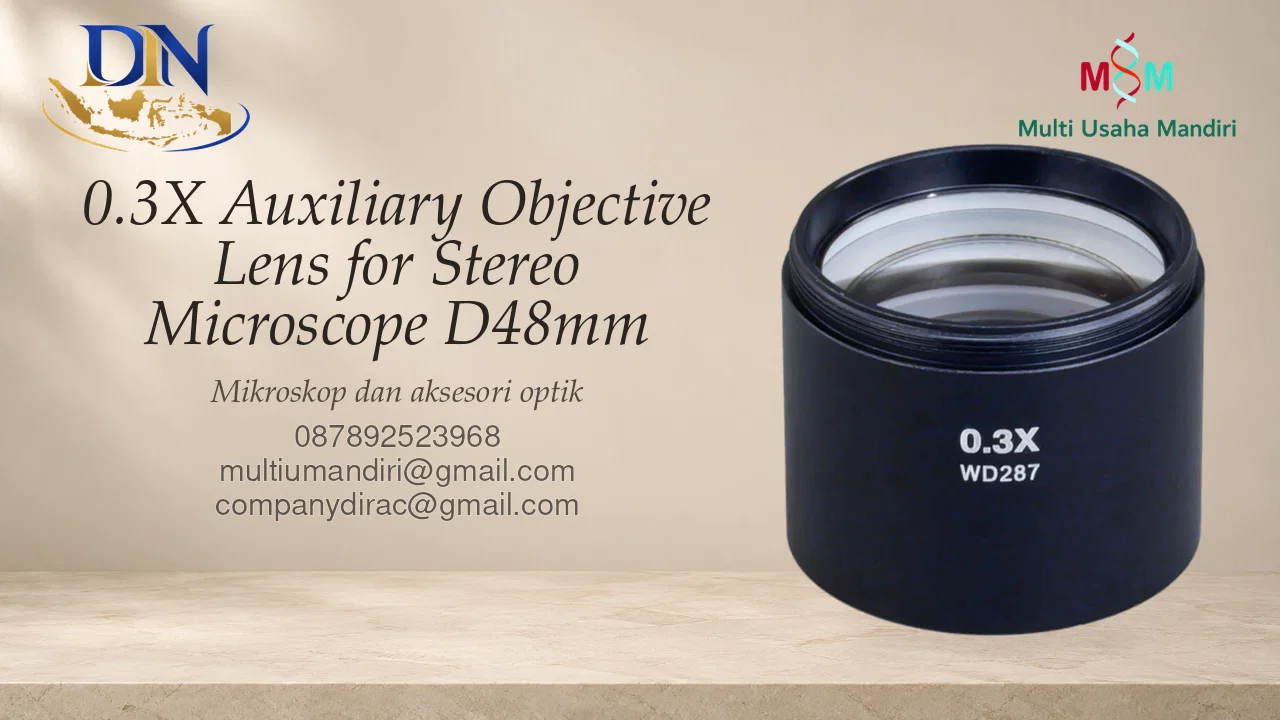 DN
M M
Multi Usaha Mandiri
0.3X Auxiliary Objective
Lens for Stereo
Microscope D48mm
Mikroskop dan aksesori optik
087892523968
multiumandiri@gmail.com
companydirac@gmail.com
0.3X
WD287